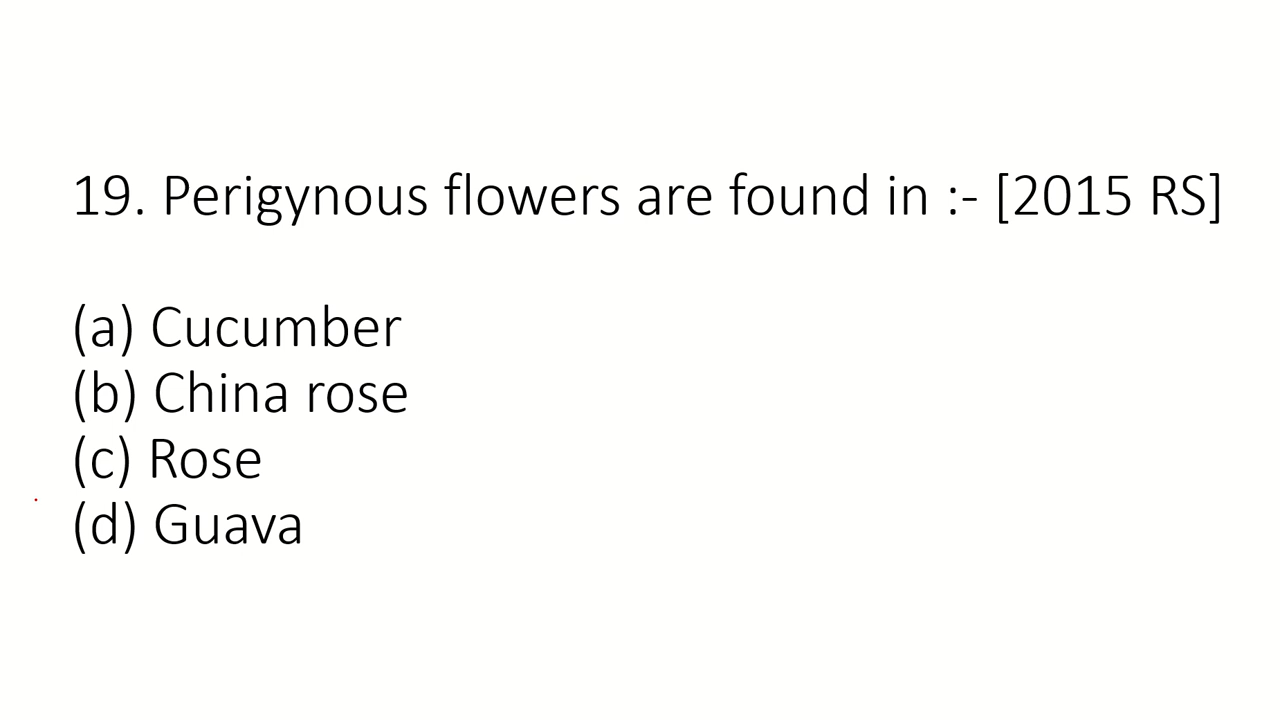 19. Perigynous flowers are found in :- [2015 RS]
(a) Cucumber
(b) China rose
(c) Rose
(d) Guava